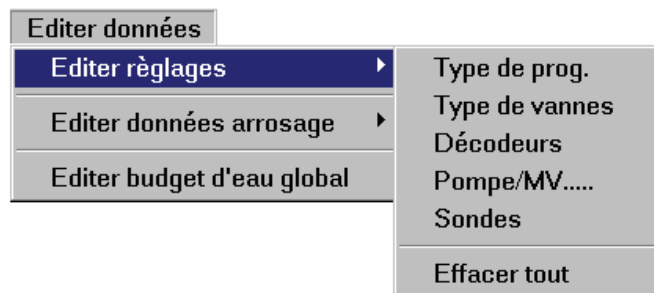 Editer données
Editer règlages
Editer données arrosage
Editer budget d'eau global
Type de prog.
Type de vannes
Décodeurs
Pompe/MV.....
Sondes
Effacer tout